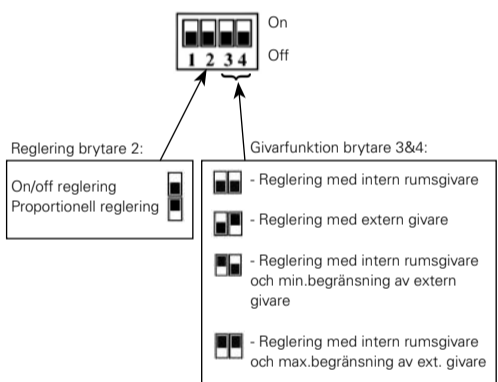 On
Off
1 2 3 4
Reglering brytare 2:
On/off reglering
Proportionell reglering
Givarfunktion brytare 3&4:
- Reglering med intern rumsgivare
- Reglering med extern givare
- Reglering med intern rumsgivare
och min.begränsning av extern
givare
- Reglering med intern rumsgivare
och max.begränsning av ext. givare